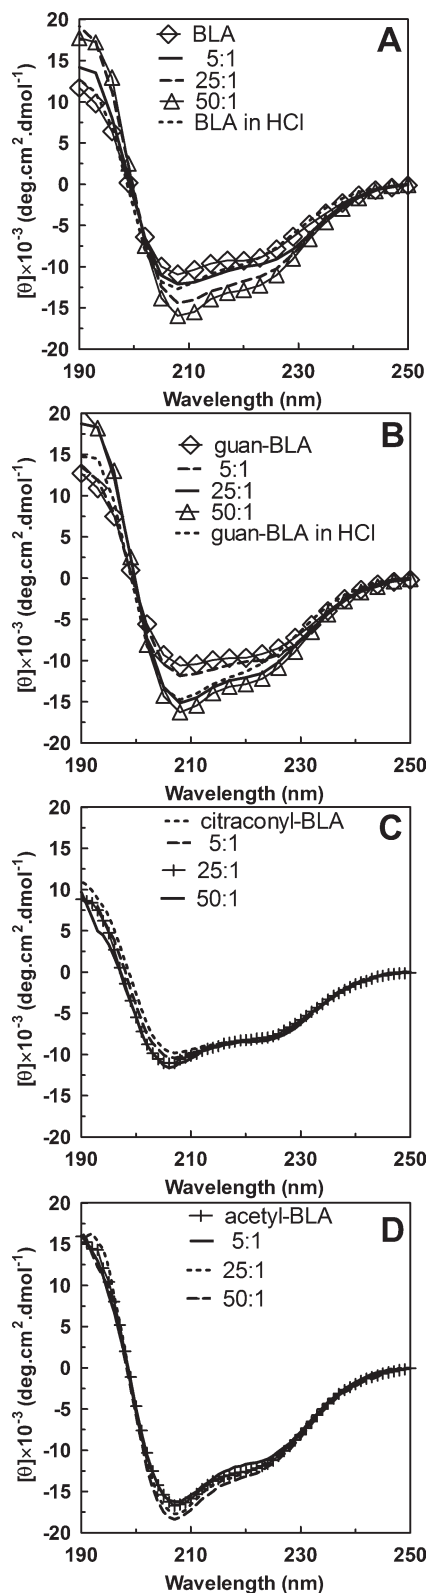 A
BLA
5:1
25:1
50:1
BLA in HCl
20
15
10
5
0
-5
-10
-15
-20
[θ]×10⁻³ (deg.cm².dmol⁻¹)
190 210 230 250
Wavelength (nm)
B
guan-BLA
5:1
25:1
50:1
guan-BLA in HCl
20
15
10
5
0
-5
-10
-15
-20
[θ]×10⁻³ (deg.cm².dmol⁻¹)
190 210 230 250
Wavelength (nm)
C
citraconyl-BLA
5:1
25:1
50:1
20
15
10
5
0
-5
-10
-15
-20
[θ]×10⁻³ (deg.cm².dmol⁻¹)
190 210 230 250
Wavelength (nm)
D
acetyl-BLA
5:1
25:1
50:1
20
15
10
5
0
-5
-10
-15
-20
[θ]×10⁻³ (deg.cm².dmol⁻¹)
190 210 230 250
Wavelength (nm)